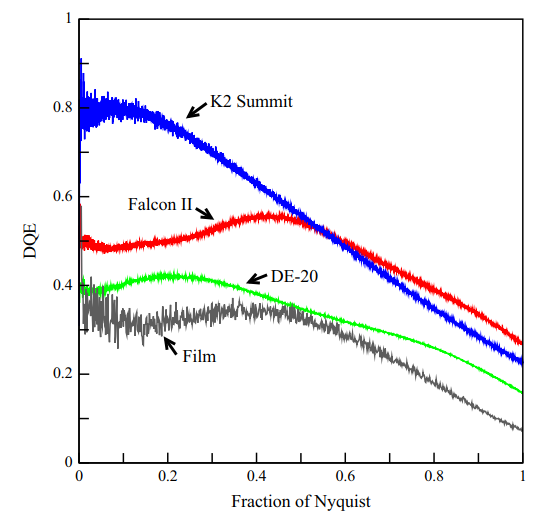 1
0.8
0.6
0.4
0.2
0
DQE
K2 Summit
Falcon II
DE-20
Film
0
0.2
0.4
0.6
0.8
1
Fraction of Nyquist